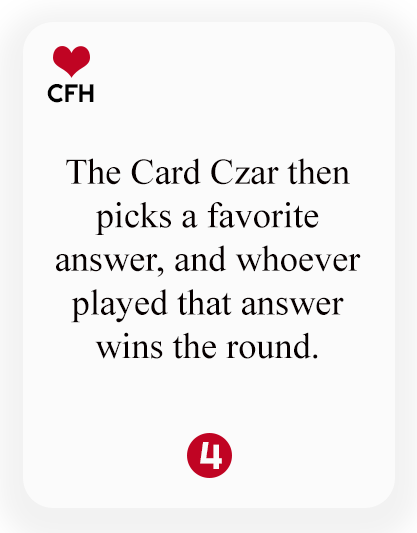 CFH
The Card Czar then
picks a favorite
answer, and whoever
played that answer
wins the round.
4